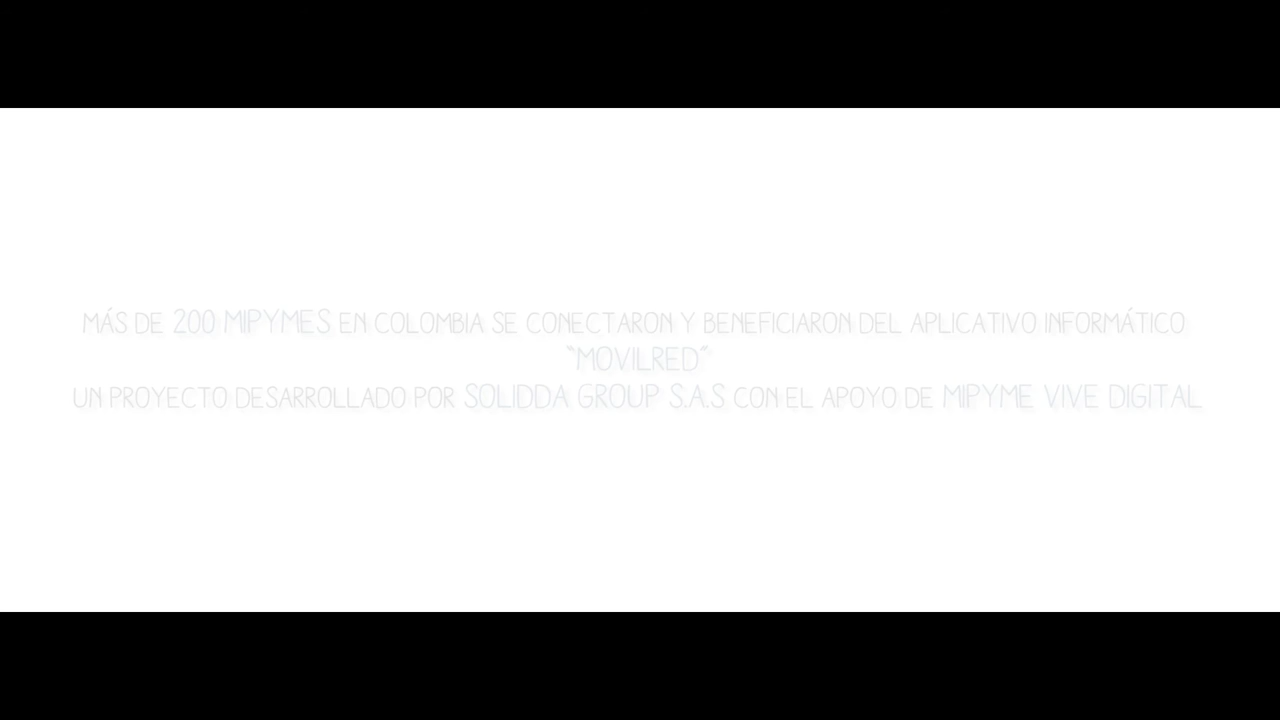 MÁS DE 200 MIPYMES EN COLOMBIA SE CONECTARON Y BENEFICIARON DEL APLICATIVO INFORMÁTICO
"MOVILRED"
UN PROYECTO DESARROLLADO POR SOLIDDA GROUP S.A.S CON EL APOYO DE MIPYME VIVE DIGITAL